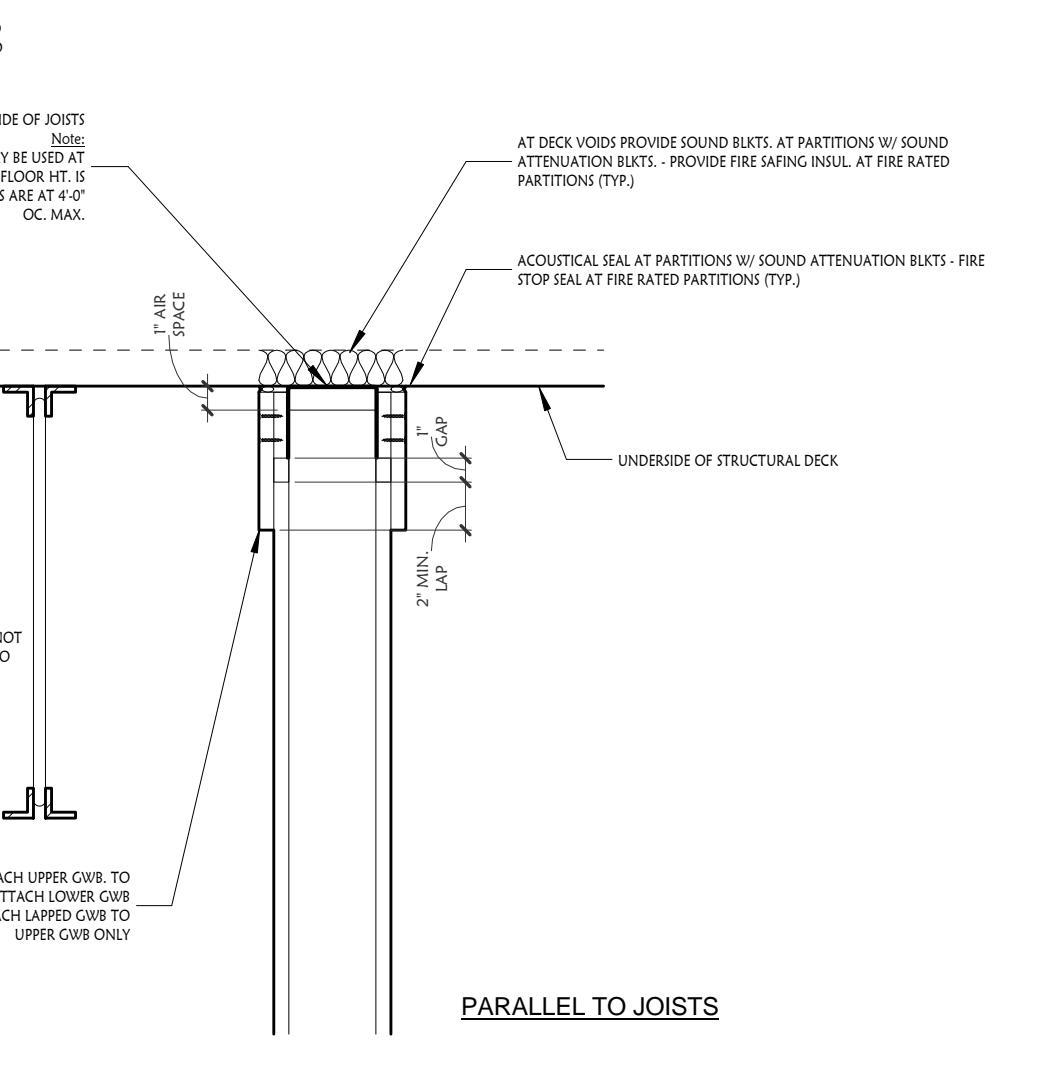 IDE OF JOISTS
Note:
Y BE USED AT
FLOOR HT. IS
S ARE AT 4'-0"
OC. MAX.
AT DECK VOIDS PROVIDE SOUND BLKTS. AT PARTITIONS W/ SOUND
ATTENUATION BLKTS. - PROVIDE FIRE SAFING INSUL. AT FIRE RATED
PARTITIONS (TYP.)
ACOUSTICAL SEAL AT PARTITIONS W/ SOUND ATTENUATION BLKTS - FIRE
STOP SEAL AT FIRE RATED PARTITIONS (TYP.)
1" AIR
SPACE
1"
GAP
UNDERSIDE OF STRUCTURAL DECK
2" MIN.
LAP
NOT
O
ACH UPPER GWB. TO
TTACH LOWER GWB
ACH LAPPED GWB TO
UPPER GWB ONLY
PARALLEL TO JOISTS